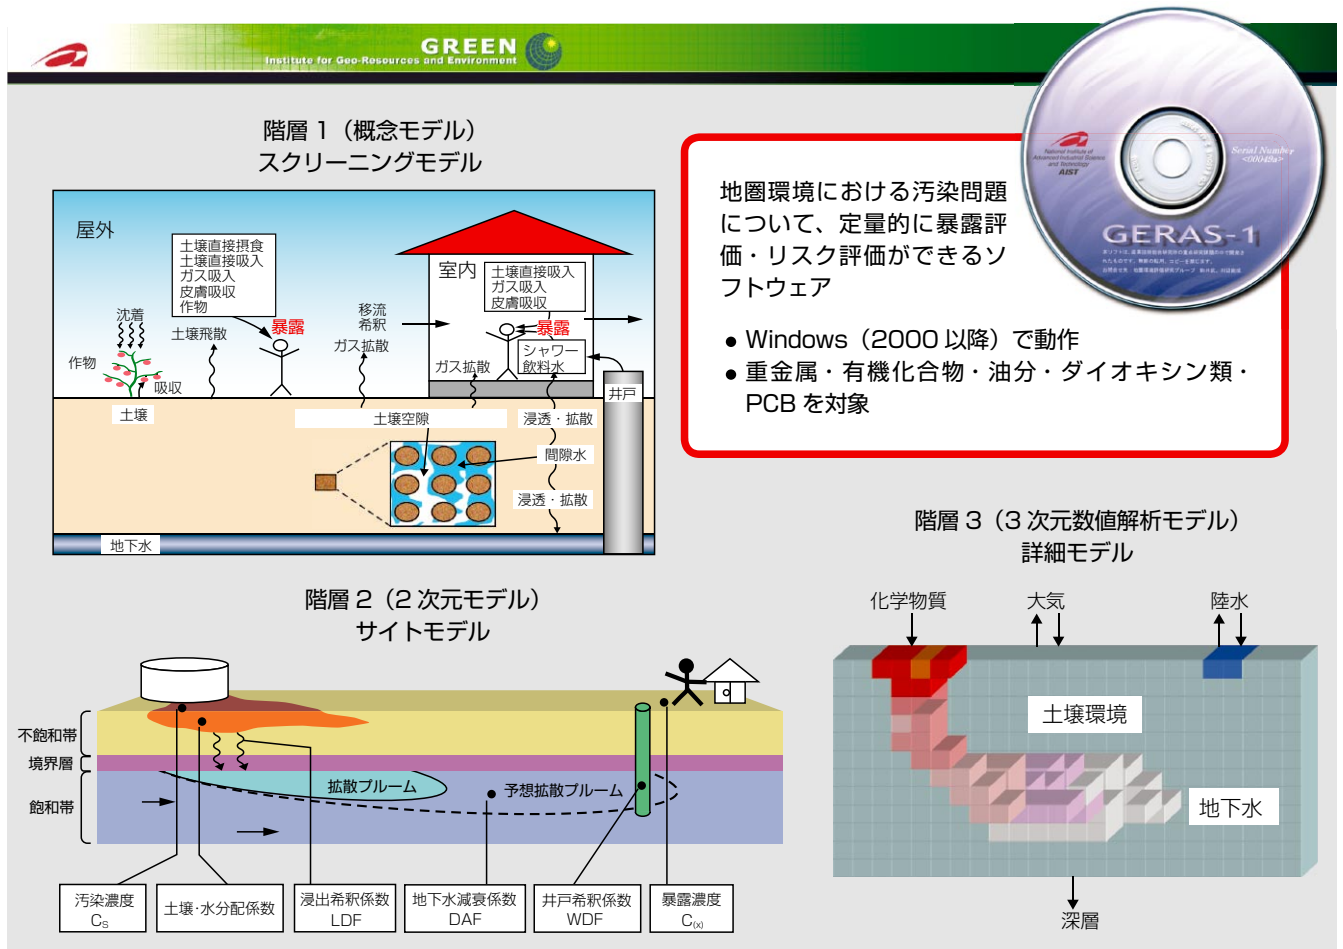 GREEN
Institute for Geo-Resources and Environment
階層 1（概念モデル）
スクリーニングモデル
屋外
土壌直接摂食
土壌直接吸入
ガス吸入
皮膚吸収
作物
暴露
沈着
土壌飛散
作物
吸収
土壌
移流
希釈
ガス拡散
室内
土壌直接吸入
ガス吸入
皮膚吸収
暴露
シャワー
飲料水
ガス拡散
井戸
土壌空隙
浸透・拡散
間隙水
浸透・拡散
地下水
地圏環境における汚染問題
について、定量的に暴露評
価・リスク評価ができるソ
フトウェア
● Windows（2000 以降）で動作
● 重金属・有機化合物・油分・ダイオキシン類・
PCB を対象
National Institute of
Advanced Industrial Science
and Technology
AIST
Serial Number
GERAS-1
階層 2（2 次元モデル）
サイトモデル
不飽和帯
境界層
飽和帯
拡散プルーム
予想拡散プルーム
汚染濃度
CS
土壌・水分配係数
浸出希釈係数
LDF
地下水減衰係数
DAF
井戸希釈係数
WDF
暴露濃度
C(x)
階層 3（3 次元数値解析モデル）
詳細モデル
化学物質
大気
陸水
土壌環境
地下水
深層